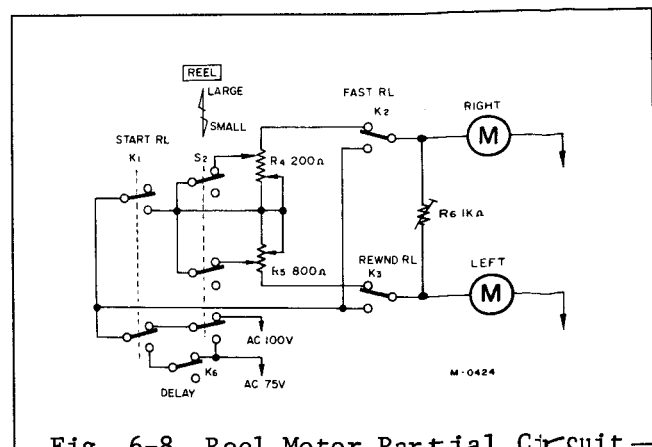 REEL
LARGE
SMALL
FAST RL
K2
RIGHT
M
START RL
K1
S2
R4 200Ω
R6 1KΩ
R5 800Ω
REWND RL
K3
LEFT
M
AC 100V
K6
AC 75V
DELAY
M-0424
Fig. 6-8 Reel Motor Partial Circuit —